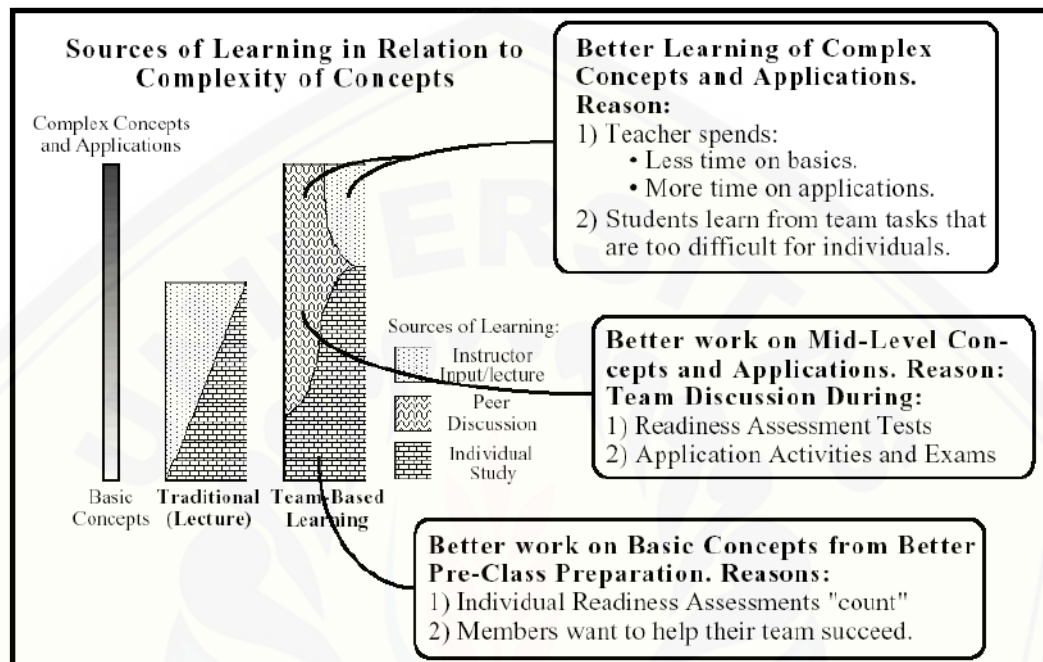 Sources of Learning in Relation to
Complexity of Concepts
Complex Concepts
and Applications
Basic
Concepts
Traditional
(Lecture)
Team-Based
Learning
Sources of Learning:
Instructor
Input/lecture
Peer
Discussion
Individual
Study
Better Learning of Complex
Concepts and Applications.
Reason:
1) Teacher spends:
• Less time on basics.
• More time on applications.
2) Students learn from team tasks that
are too difficult for individuals.
Better work on Mid-Level Con-
cepts and Applications. Reason:
Team Discussion During:
1) Readiness Assessment Tests
2) Application Activities and Exams
Better work on Basic Concepts from Better
Pre-Class Preparation. Reasons:
1) Individual Readiness Assessments "count"
2) Members want to help their team succeed.